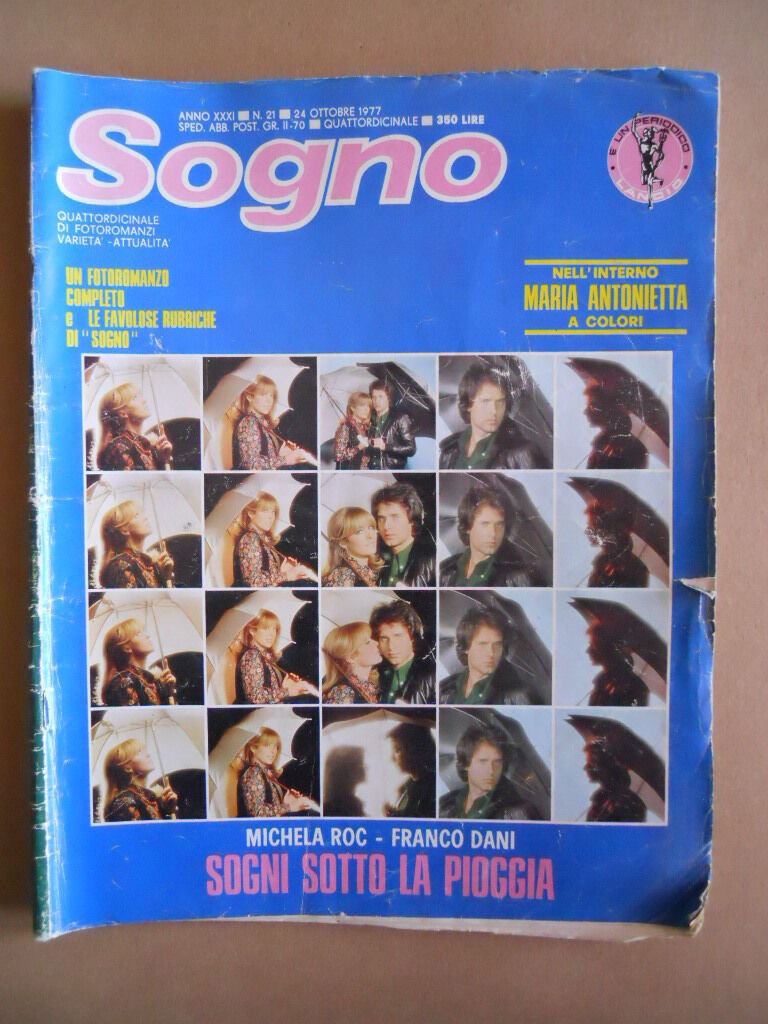 ANNO XXXI ■ N. 21 ■ 24 OTTOBRE 1977
SPED. ABB. POST. GR. II-70 ■ QUATTORDICINALE ■ 350 LIRE
Sogno
È UN PERIODICO
LANCIO
QUATTORDICINALE
DI FOTOROMANZI
VARIETA' - ATTUALITA'
UN FOTOROMANZO
COMPLETO
e LE FAVOLOSE RUBRICHE
DI "SOGNO"
NELL'INTERNO
MARIA ANTONIETTA
A COLORI
MICHELA ROC - FRANCO DANI
SOGNI SOTTO LA PIOGGIA